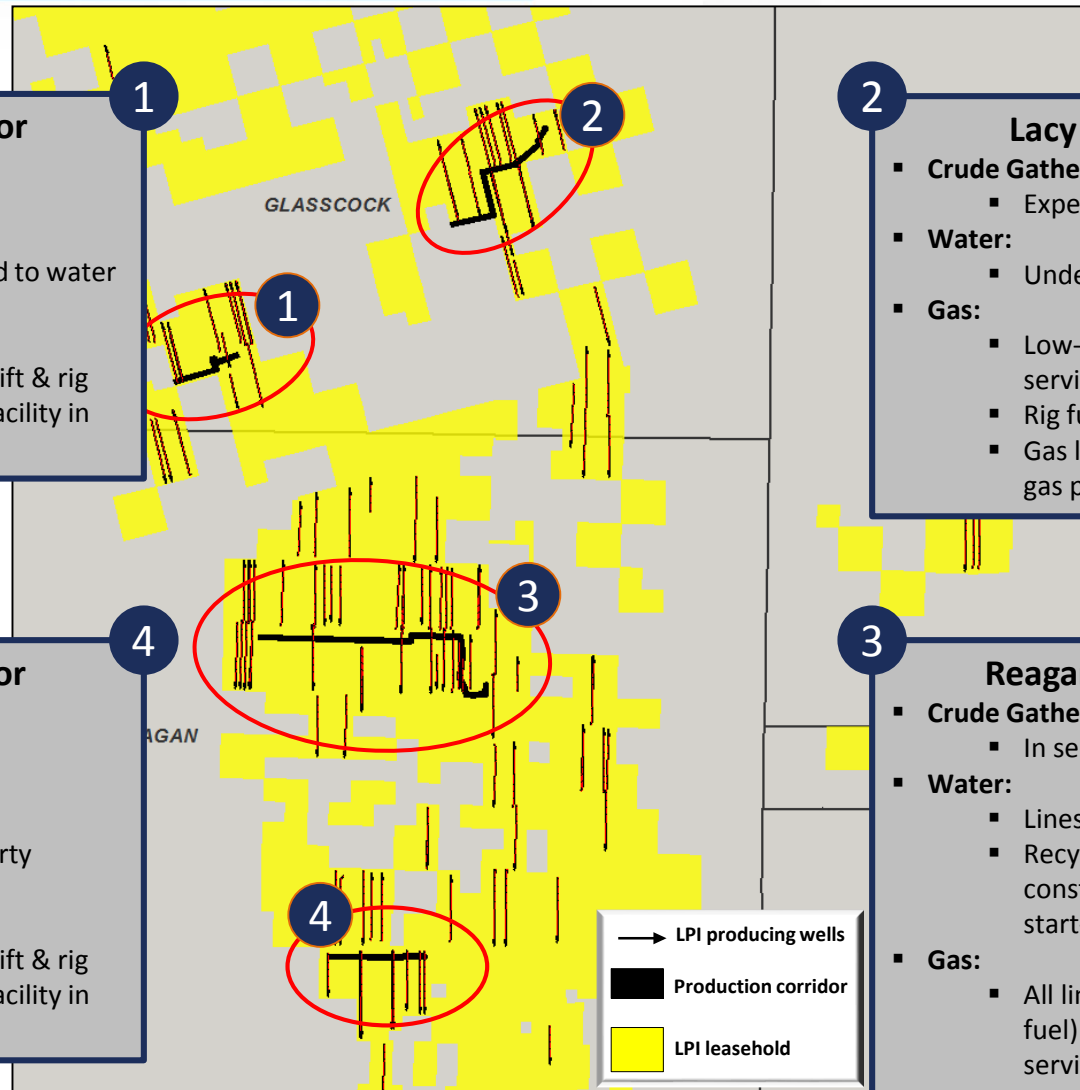 1
or
d to water
ift & rig
acility in
4
or
rty
ift & rig
acility in
GLASSCOCK
AGAN
2
1
3
4
LPI producing wells
Production corridor
LPI leasehold
2
Lacy
▪ Crude Gathe
▪ Expe
▪ Water:
▪ Unde
▪ Gas:
▪ Low-
servi
▪ Rig fu
▪ Gas l
gas p
3
Reaga
▪ Crude Gathe
▪ In se
▪ Water:
▪ Lines
▪ Recy
const
start
▪ Gas:
▪ All lin
fuel)
servi